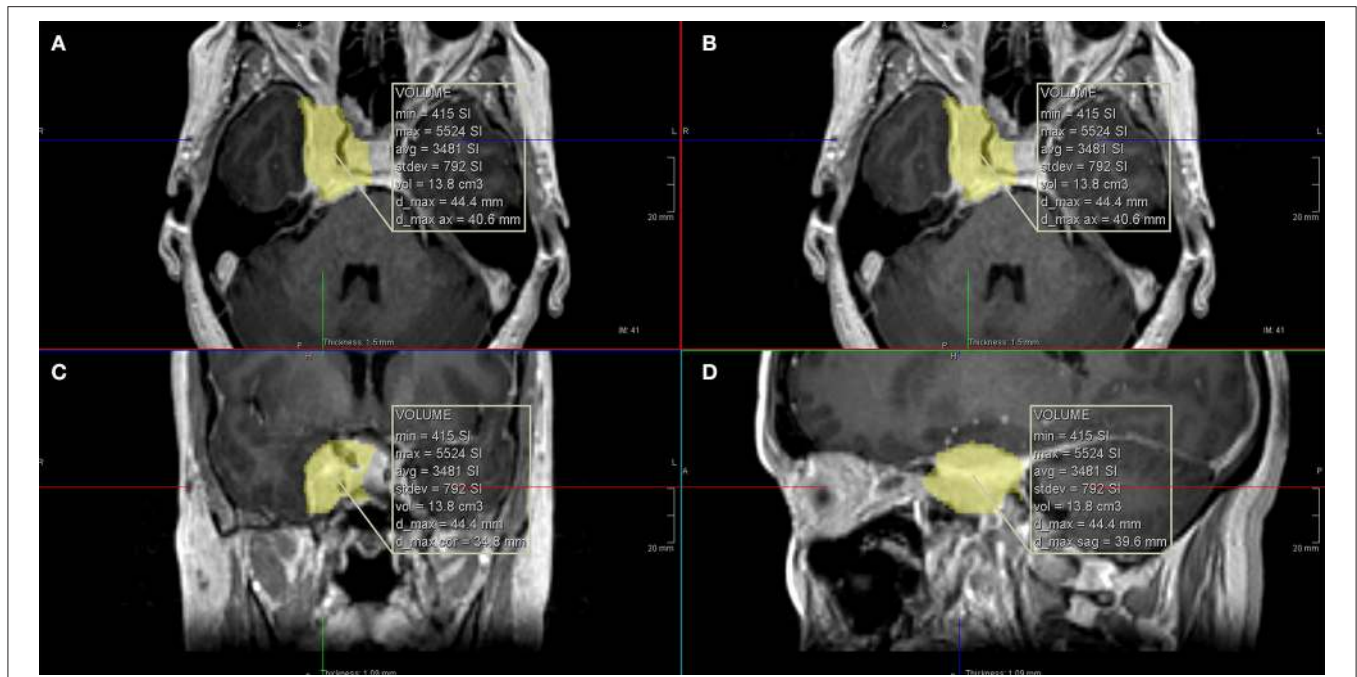 A
A
VOLUME
min = 415 SI
max = 5524 SI
avg = 3481 SI
stdev = 792 SI
vol = 13.8 cm3
d_max = 44.4 mm
d_max ax = 40.6 mm
R
L
20 mm
IM: 41
Thickness: 1.5 mm
P
B
A
VOLUME
min = 415 SI
max = 5524 SI
avg = 3481 SI
stdev = 792 SI
vol = 13.8 cm3
d_max = 44.4 mm
d_max ax = 40.6 mm
R
L
20 mm
IM: 41
Thickness: 1.5 mm
P
C
H
VOLUME
min = 415 SI
max = 5524 SI
avg = 3481 SI
stdev = 792 SI
vol = 13.8 cm3
d_max = 44.4 mm
d_max cor = 34.8 mm
R
20 mm
Thickness: 1.09 mm
D
H
VOLUME
min = 415 SI
max = 5524 SI
avg = 3481 SI
stdev = 792 SI
vol = 13.8 cm3
d_max = 44.4 mm
d_max sag = 39.6 mm
A
P
20 mm
Thickness: 1.09 mm